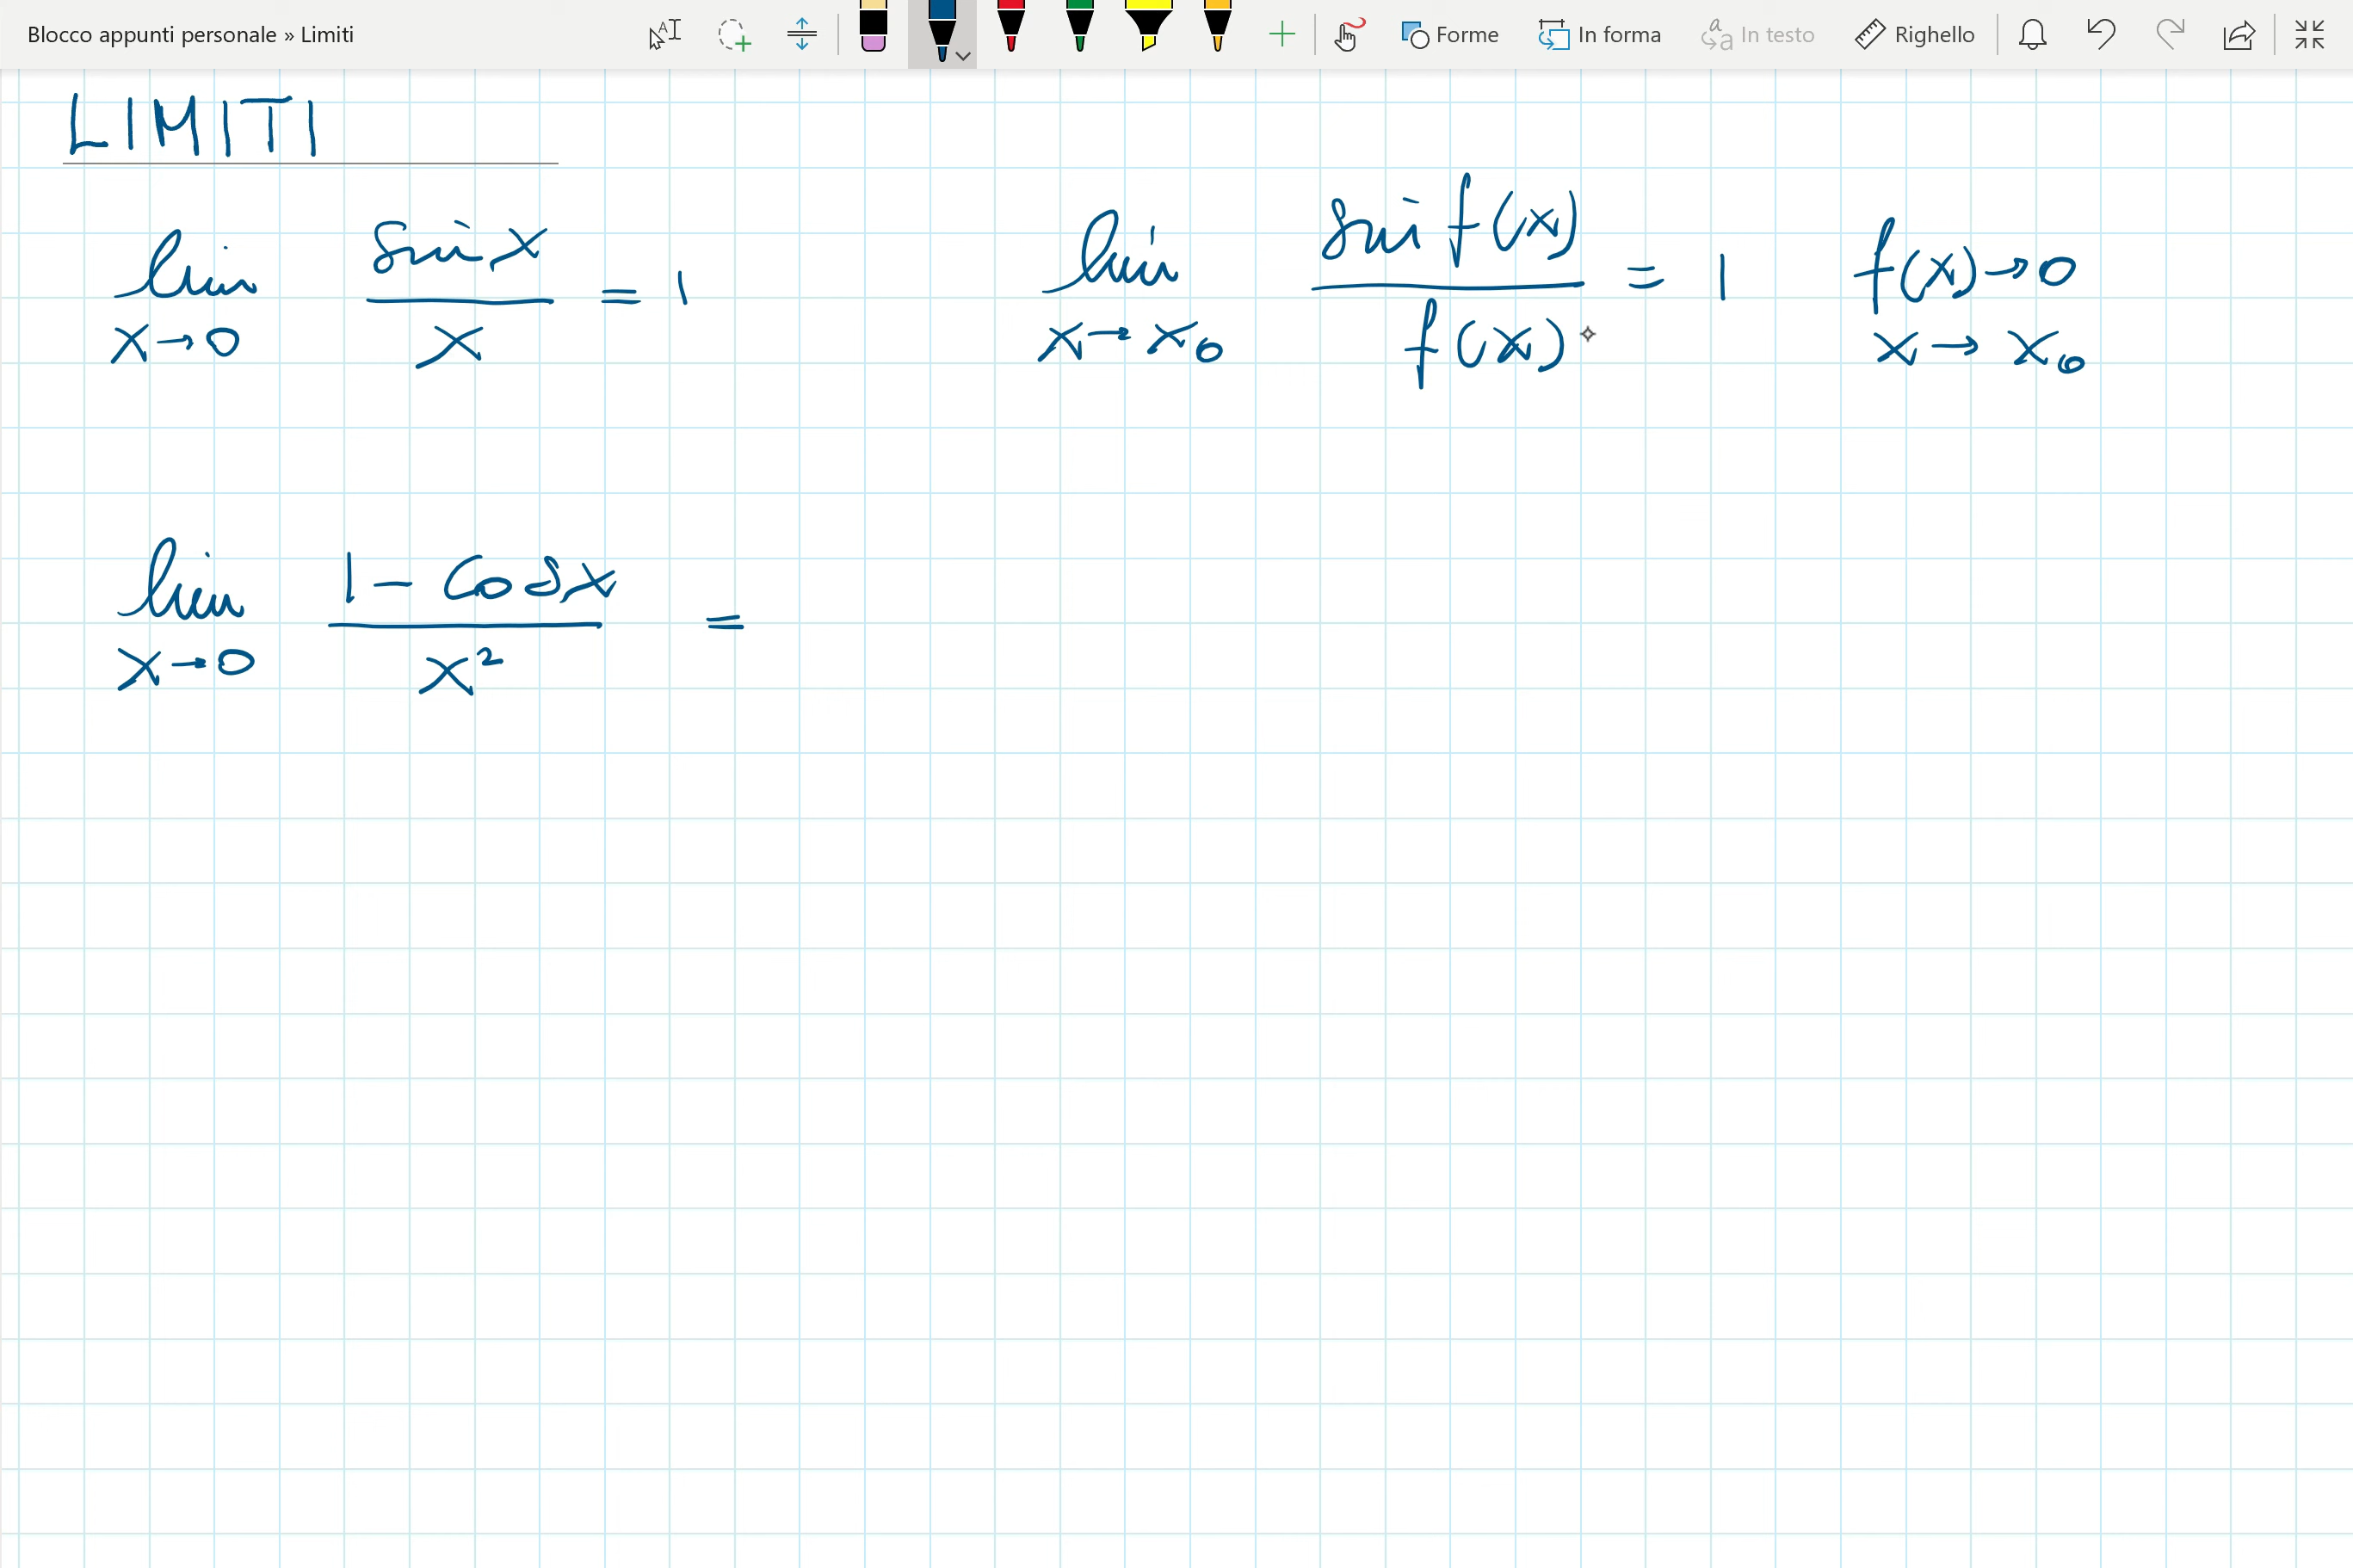 Blocco appunti personale » Limiti Forme In forma In testo Righello
LIMITI
lim x→0 sin x / x = 1
lim x→x₀ sin f(x) / f(x) = 1 f(x)→0 x→x₀
lim x→0 1 - cos x / x² =